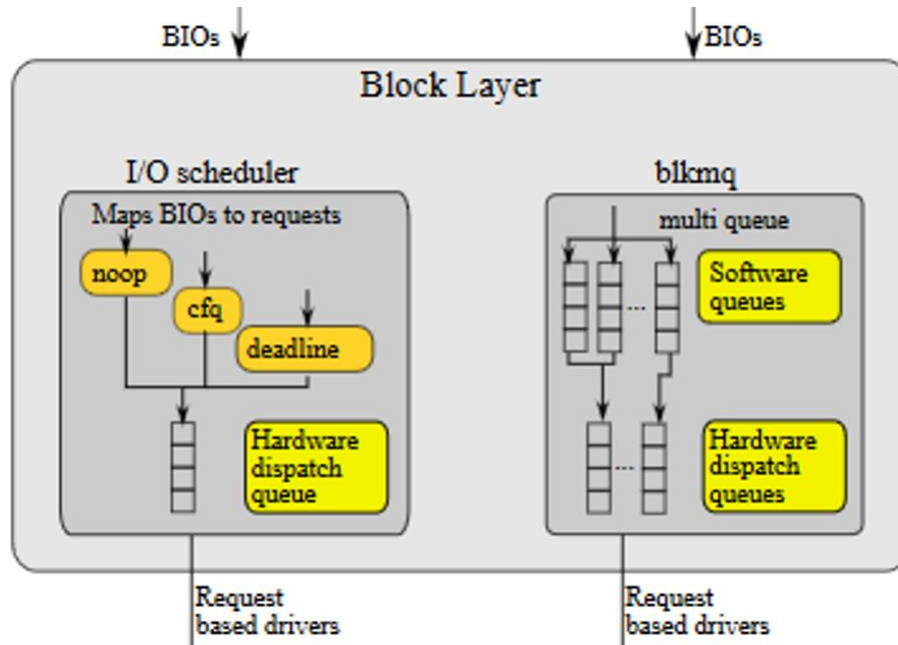 BIOs
BIOs
Block Layer
I/O scheduler
Maps BIOs to requests
noop
cfq
deadline
Hardware
dispatch
queue
blkmq
multi queue
Software
queues
...
Hardware
dispatch
queues
...
Request
based drivers
Request
based drivers